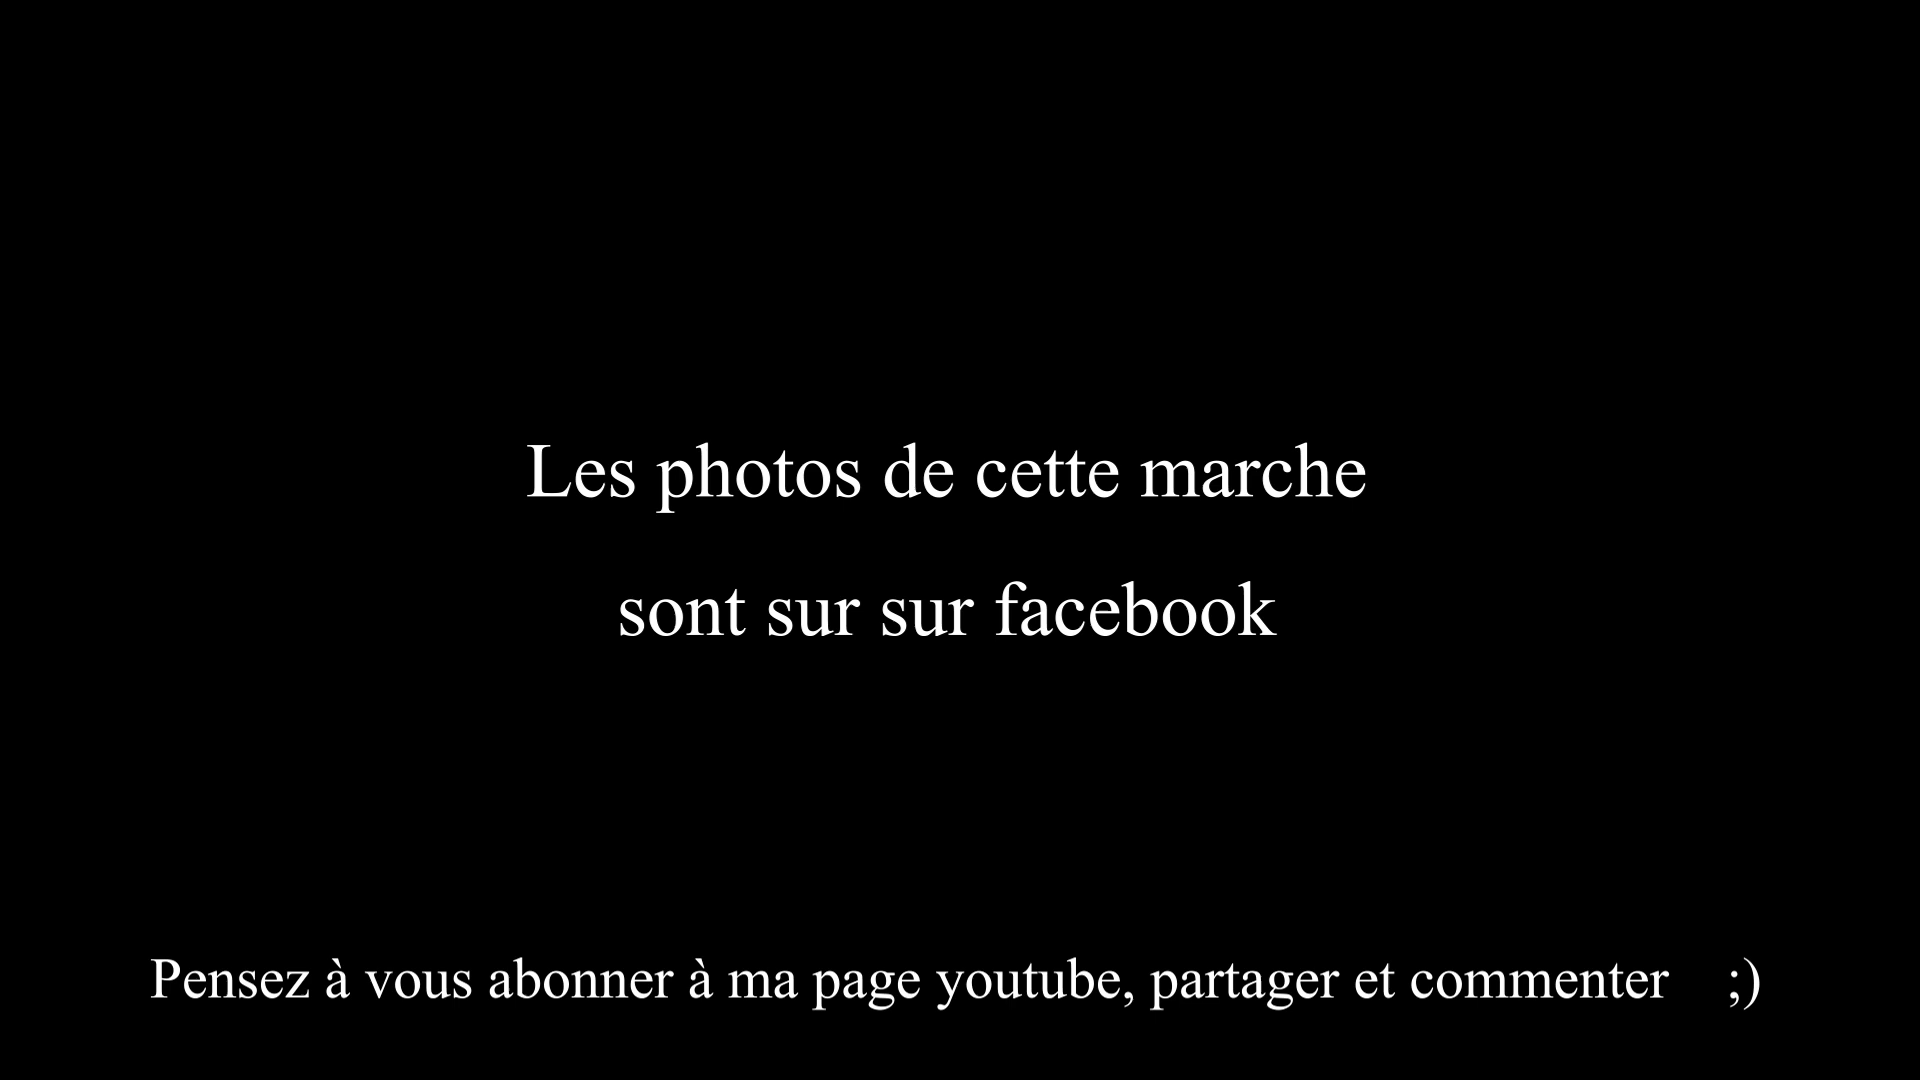 Les photos de cette marche
sont sur sur facebook
Pensez à vous abonner à ma page youtube, partager et commenter ;)